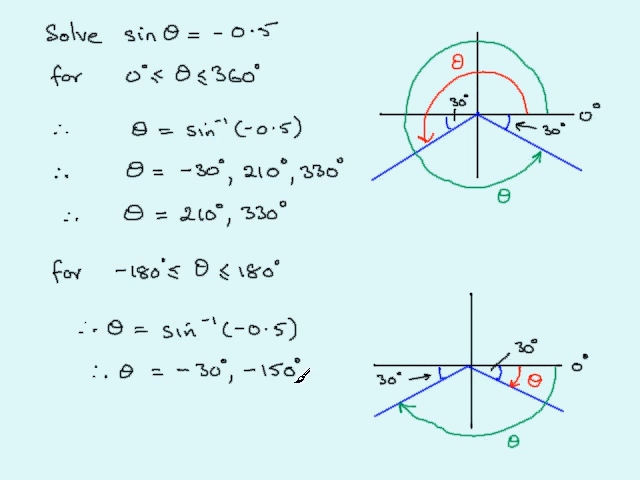 Solve sin θ = -0.5
for 0° ≤ θ ≤ 360°
∴ θ = sin⁻¹(-0.5)
∴ θ = -30°, 210°, 330°
∴ θ = 210°, 330°
θ
30°
0°
30°
θ
for -180° ≤ θ ≤ 180°
∴ θ = sin⁻¹(-0.5)
∴ θ = -30°, -150°
30°
0°
30°
θ
θ